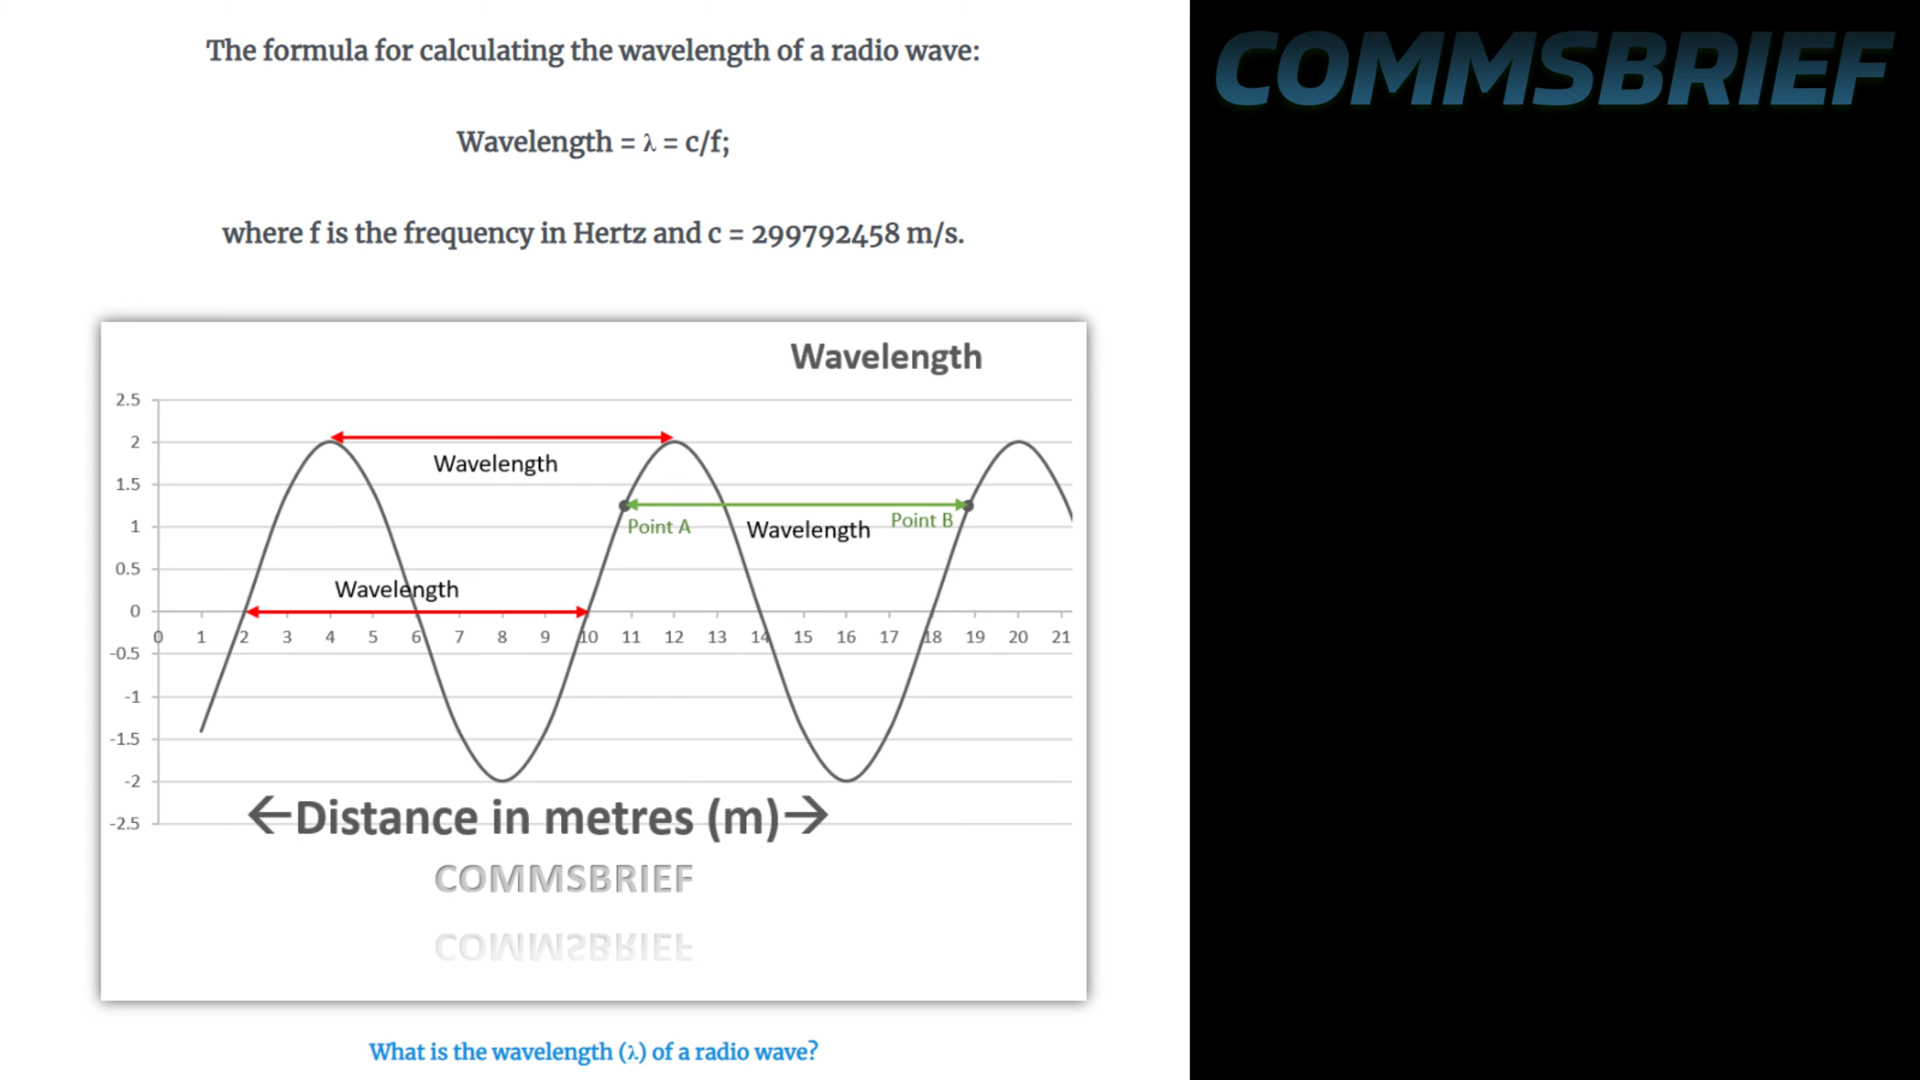 The formula for calculating the wavelength of a radio wave:
COMMSBRIEF
Wavelength = λ = c/f;
where f is the frequency in Hertz and c = 299792458 m/s.
Wavelength
2.5
2
1.5
1
0.5
0
-0.5
-1
-1.5
-2
-2.5
Wavelength
Point A
Wavelength
Point B
Wavelength
0 1 2 3 4 5 6 7 8 9 10 11 12 13 14 15 16 17 18 19 20 21
←Distance in metres (m)→
COMMSBRIEF
COMMSBRIEF
What is the wavelength (λ) of a radio wave?